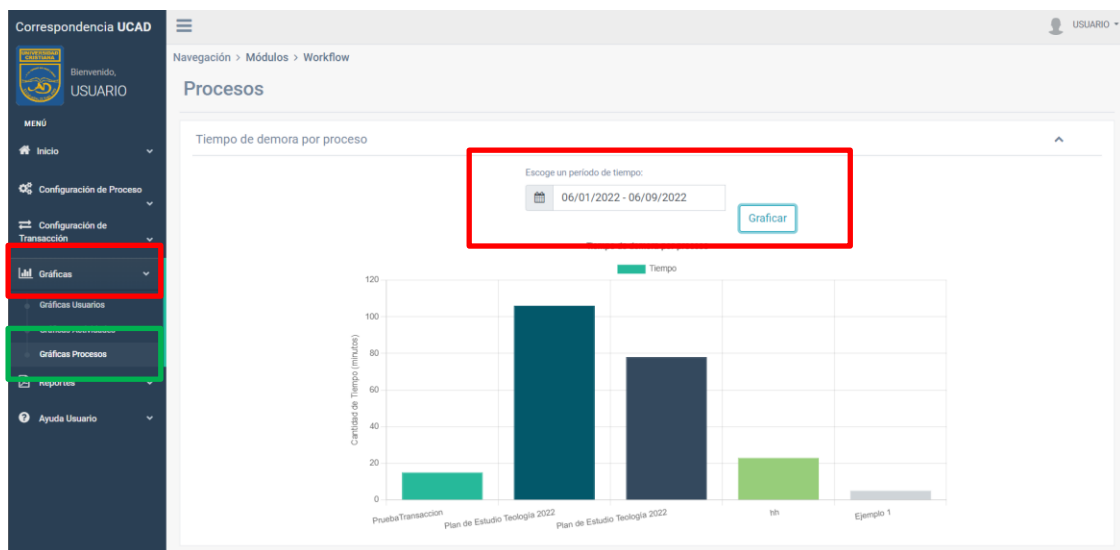 Correspondencia UCAD
USUARIO
Navegación > Módulos > Workflow
UNIVERSIDAD
CRISTIANA
Bienvenido,
USUARIO
AD
Procesos
MENÚ
Inicio
Configuración de Proceso
Configuración de
Transacción
Gráficas
Gráficas Usuarios
Gráficas Procesos
Reportes
Ayuda Usuario
Tiempo de demora por proceso
Escoge un período de tiempo:
06/01/2022 - 06/09/2022
Graficar
Tiempo
Cantidad de Tiempo (minutos)
120
100
80
60
40
20
0
PruebaTransaccion
Plan de Estudio Teologia 2022
Plan de Estudio Teologia 2022
hh
Ejemplo 1